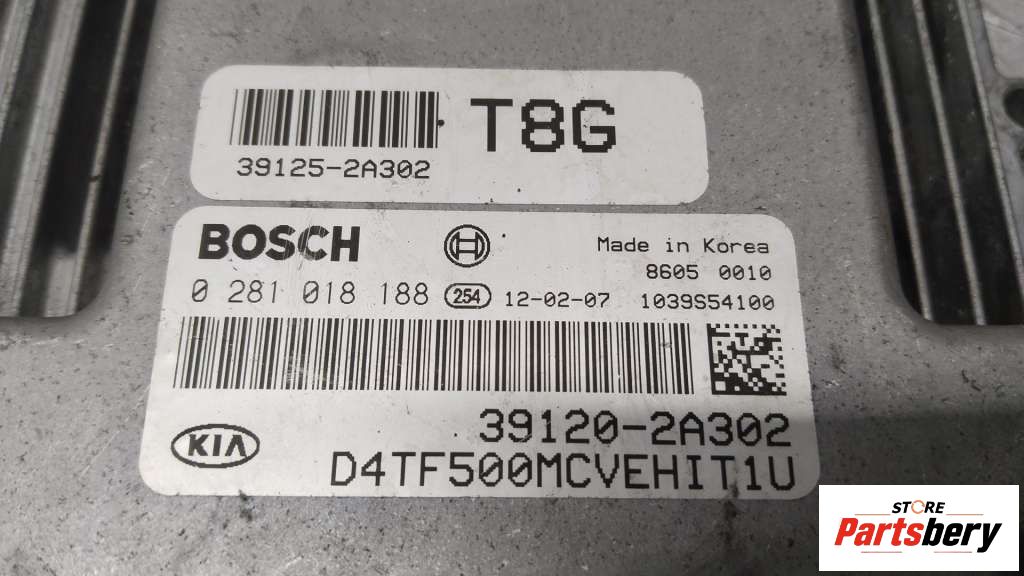 T8G
39125-2A302
BOSCH
Made in Korea
8605 0010
0 281 018 188 254 12-02-07 1039S54100
39120-2A302
KIA
D4TF500MCVEHIT1U
STORE
Partsbery